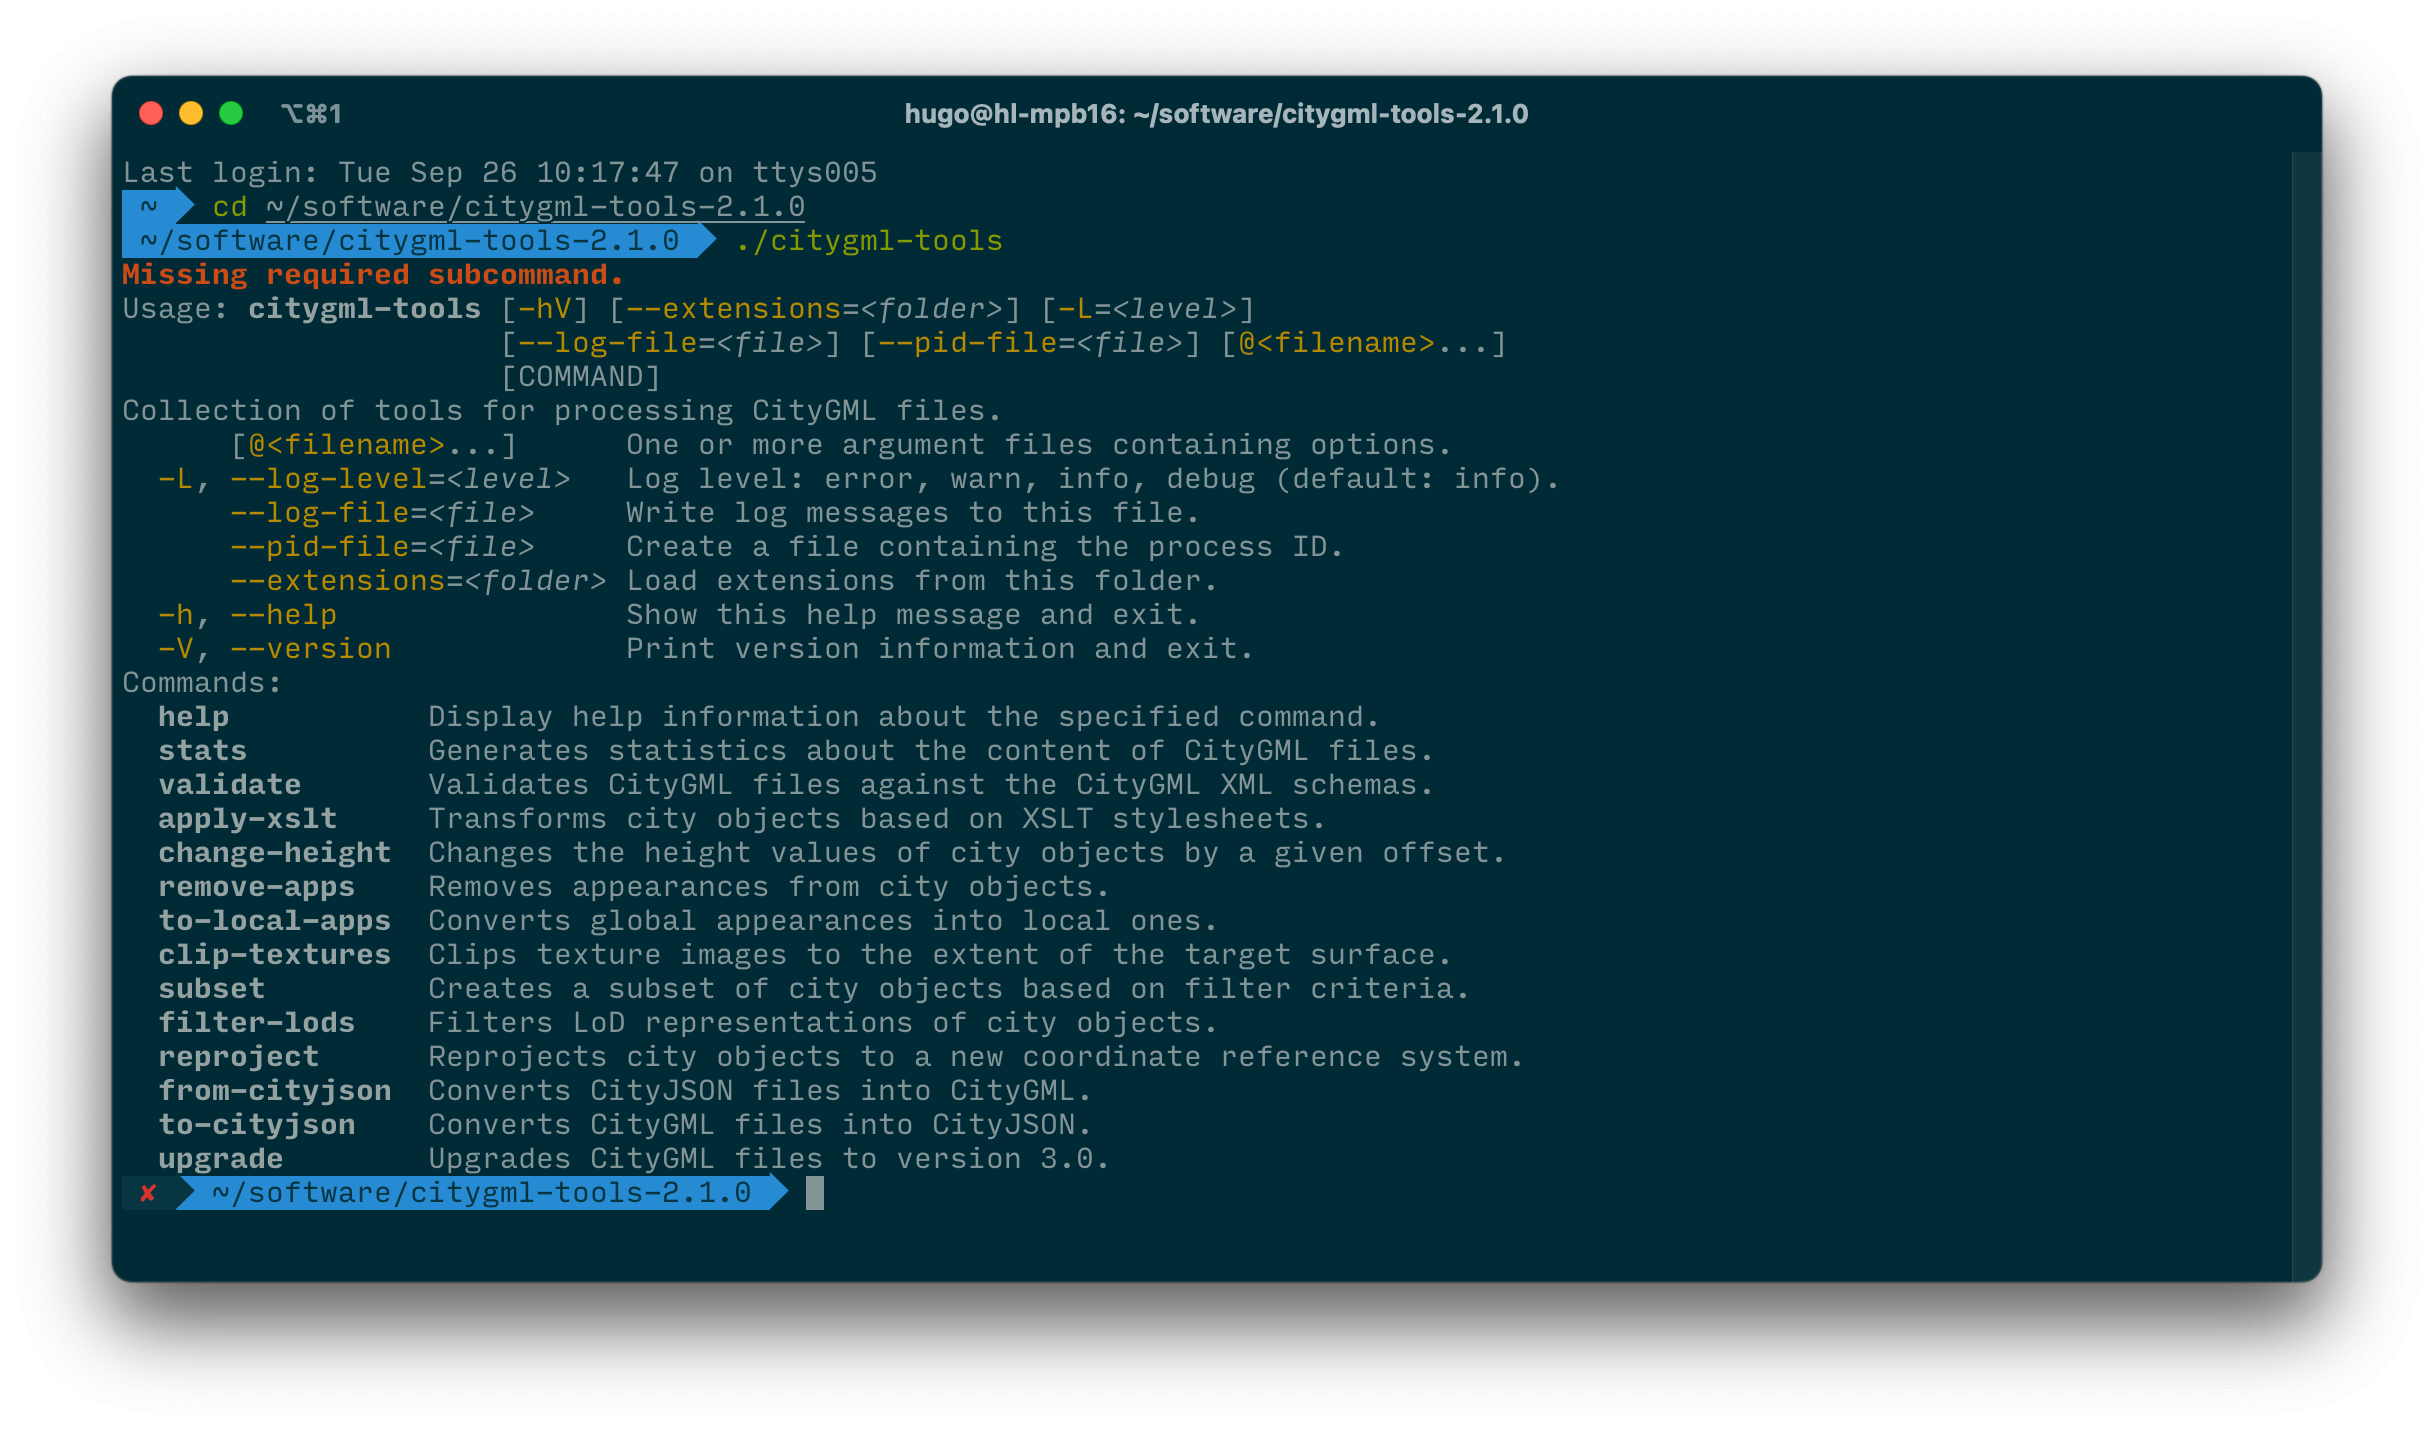 ⌥⌘1
hugo@hl-mpb16: ~/software/citygml-tools-2.1.0
Last login: Tue Sep 26 10:17:47 on ttys005
~ cd ~/software/citygml-tools-2.1.0
~/software/citygml-tools-2.1.0 ./citygml-tools
Missing required subcommand.
Usage: citygml-tools [-hV] [--extensions=<folder>] [-L=<level>]
[--log-file=<file>] [--pid-file=<file>] [@<filename>...]
[COMMAND]
Collection of tools for processing CityGML files.
[@<filename>...] One or more argument files containing options.
-L, --log-level=<level> Log level: error, warn, info, debug (default: info).
--log-file=<file> Write log messages to this file.
--pid-file=<file> Create a file containing the process ID.
--extensions=<folder> Load extensions from this folder.
-h, --help Show this help message and exit.
-V, --version Print version information and exit.
Commands:
help Display help information about the specified command.
stats Generates statistics about the content of CityGML files.
validate Validates CityGML files against the CityGML XML schemas.
apply-xslt Transforms city objects based on XSLT stylesheets.
change-height Changes the height values of city objects by a given offset.
remove-apps Removes appearances from city objects.
to-local-apps Converts global appearances into local ones.
clip-textures Clips texture images to the extent of the target surface.
subset Creates a subset of city objects based on filter criteria.
filter-lods Filters LoD representations of city objects.
reproject Reprojects city objects to a new coordinate reference system.
from-cityjson Converts CityJSON files into CityGML.
to-cityjson Converts CityGML files into CityJSON.
upgrade Upgrades CityGML files to version 3.0.
✘ ~/software/citygml-tools-2.1.0